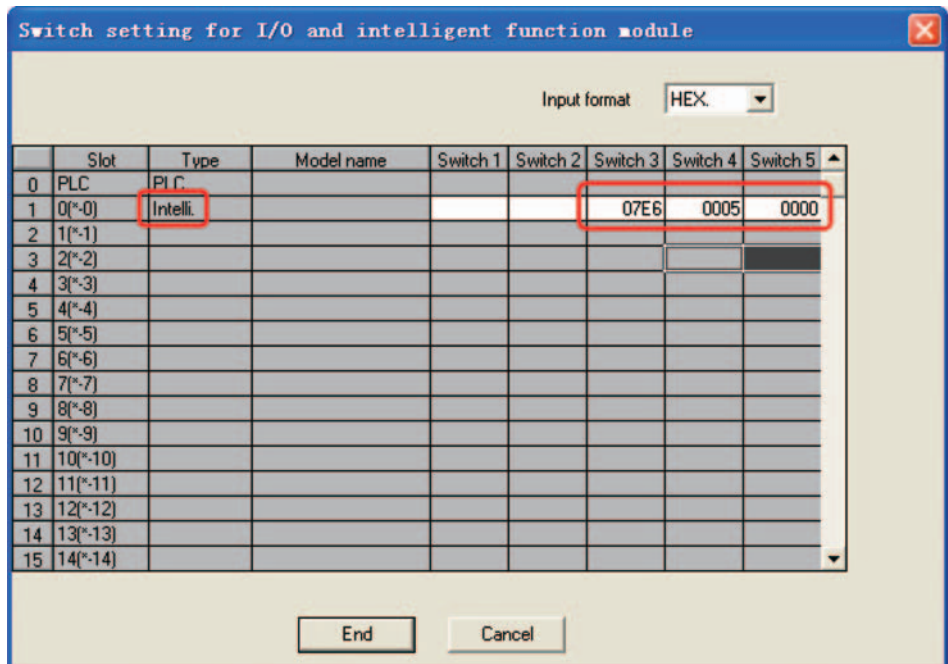 Switch setting for I/O and intelligent function module
Input format HEX.
Slot Type Model name Switch 1 Switch 2 Switch 3 Switch 4 Switch 5
0 PLC PLC
1 0(*-0) Intelli. 07E6 0005 0000
2 1(*-1)
3 2(*-2)
4 3(*-3)
5 4(*-4)
6 5(*-5)
7 6(*-6)
8 7(*-7)
9 8(*-8)
10 9(*-9)
11 10(*-10)
12 11(*-11)
13 12(*-12)
14 13(*-13)
15 14(*-14)
End Cancel